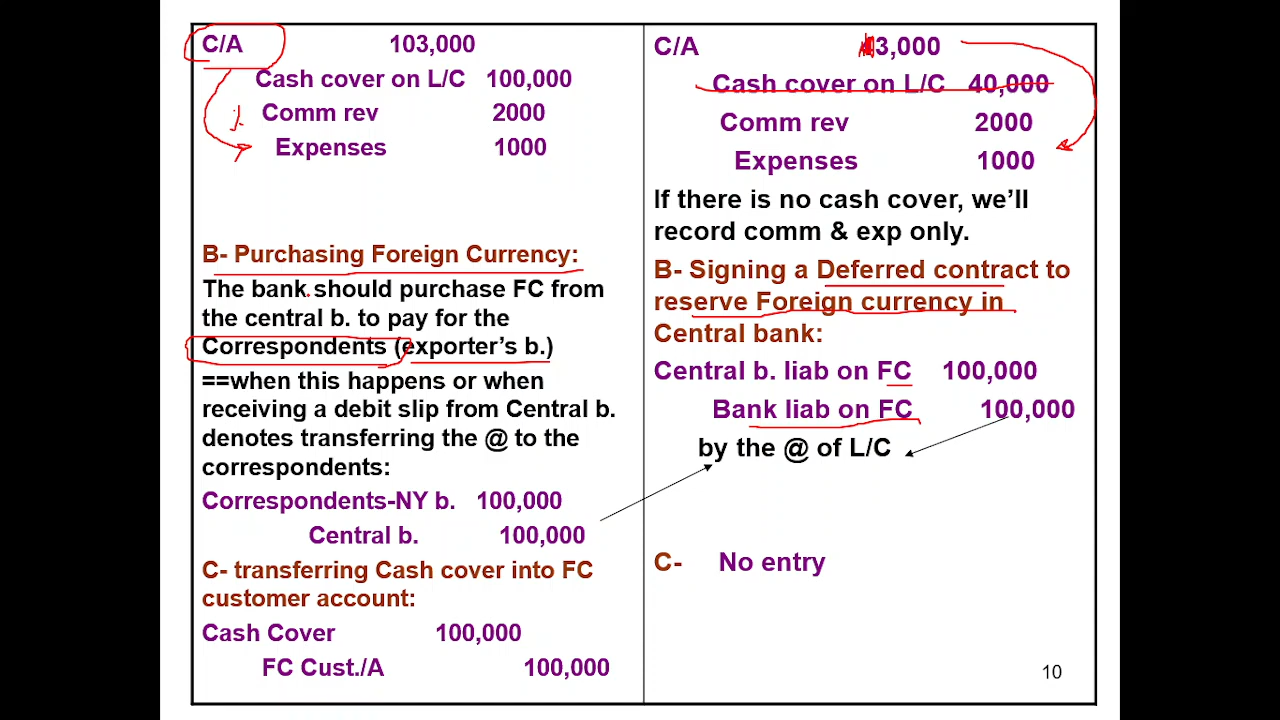 C/A 103,000
Cash cover on L/C 100,000
Comm rev 2000
Expenses 1000
B- Purchasing Foreign Currency:
The bank should purchase FC from
the central b. to pay for the
Correspondents (exporter's b.)
==when this happens or when
receiving a debit slip from Central b.
denotes transferring the @ to the
correspondents:
Correspondents-NY b. 100,000
Central b. 100,000
C- transferring Cash cover into FC
customer account:
Cash Cover 100,000
FC Cust./A 100,000
C/A 3,000
Cash cover on L/C 40,000
Comm rev 2000
Expenses 1000
If there is no cash cover, we'll
record comm & exp only.
B- Signing a Deferred contract to
reserve Foreign currency in
Central bank:
Central b. liab on FC 100,000
Bank liab on FC 100,000
by the @ of L/C
C- No entry
10